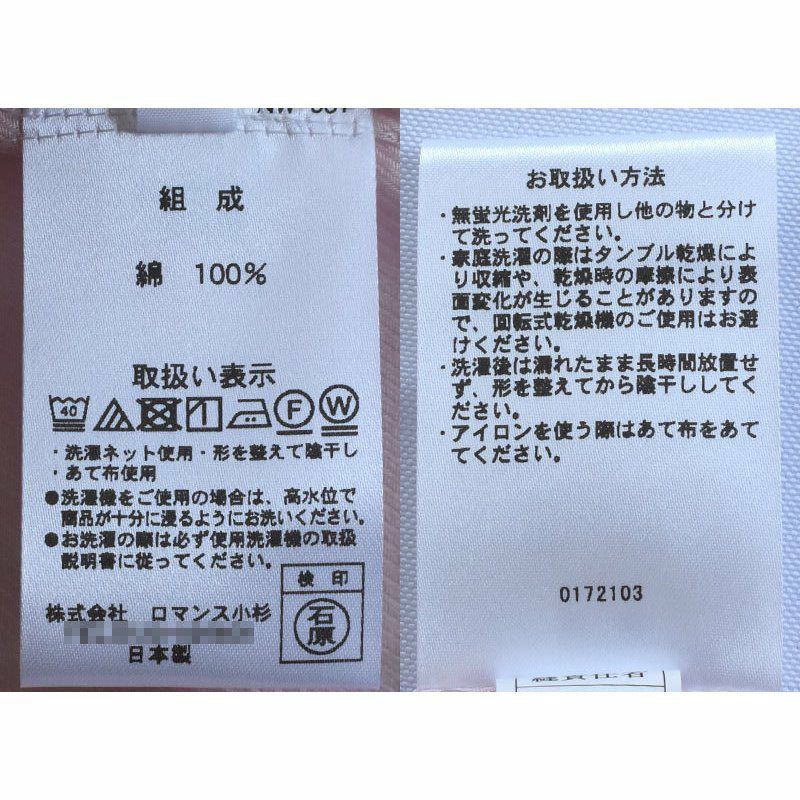 組成
綿 100%
取扱い表示
40 F W
・洗濯ネット使用・形を整えて陰干し
・あて布使用
●洗濯機をご使用の場合は、高水位で
商品が十分に浸るようにお洗いください。
●お洗濯の際は必ず使用洗濯機の取扱
説明書に従ってください。
株式会社 ロマンス小杉
日本製
検印
石原
お取扱い方法
・無蛍光洗剤を使用し他の物と分け
て洗ってください。
・家庭洗濯の際はタンブル乾燥によ
り収縮や、乾燥時の摩擦により表
面変化が生じることがありますの
で、回転式乾燥機のご使用はお避
けください。
・洗濯後は濡れたまま長時間放置せ
ず、形を整えてから陰干ししてく
ださい。
・アイロンを使う際はあて布をあて
てください。
0172103